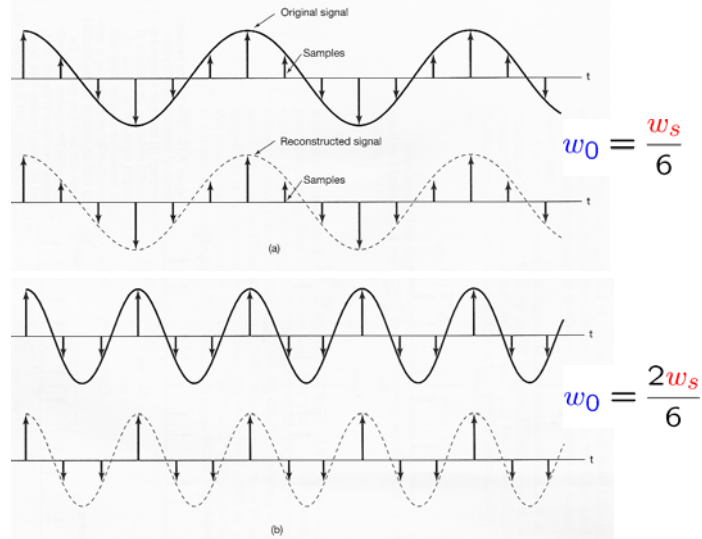 Original signal
Samples
t
w₀ = wₛ/6
Reconstructed signal
Samples
t
(a)
t
w₀ = 2wₛ/6
t
(b)